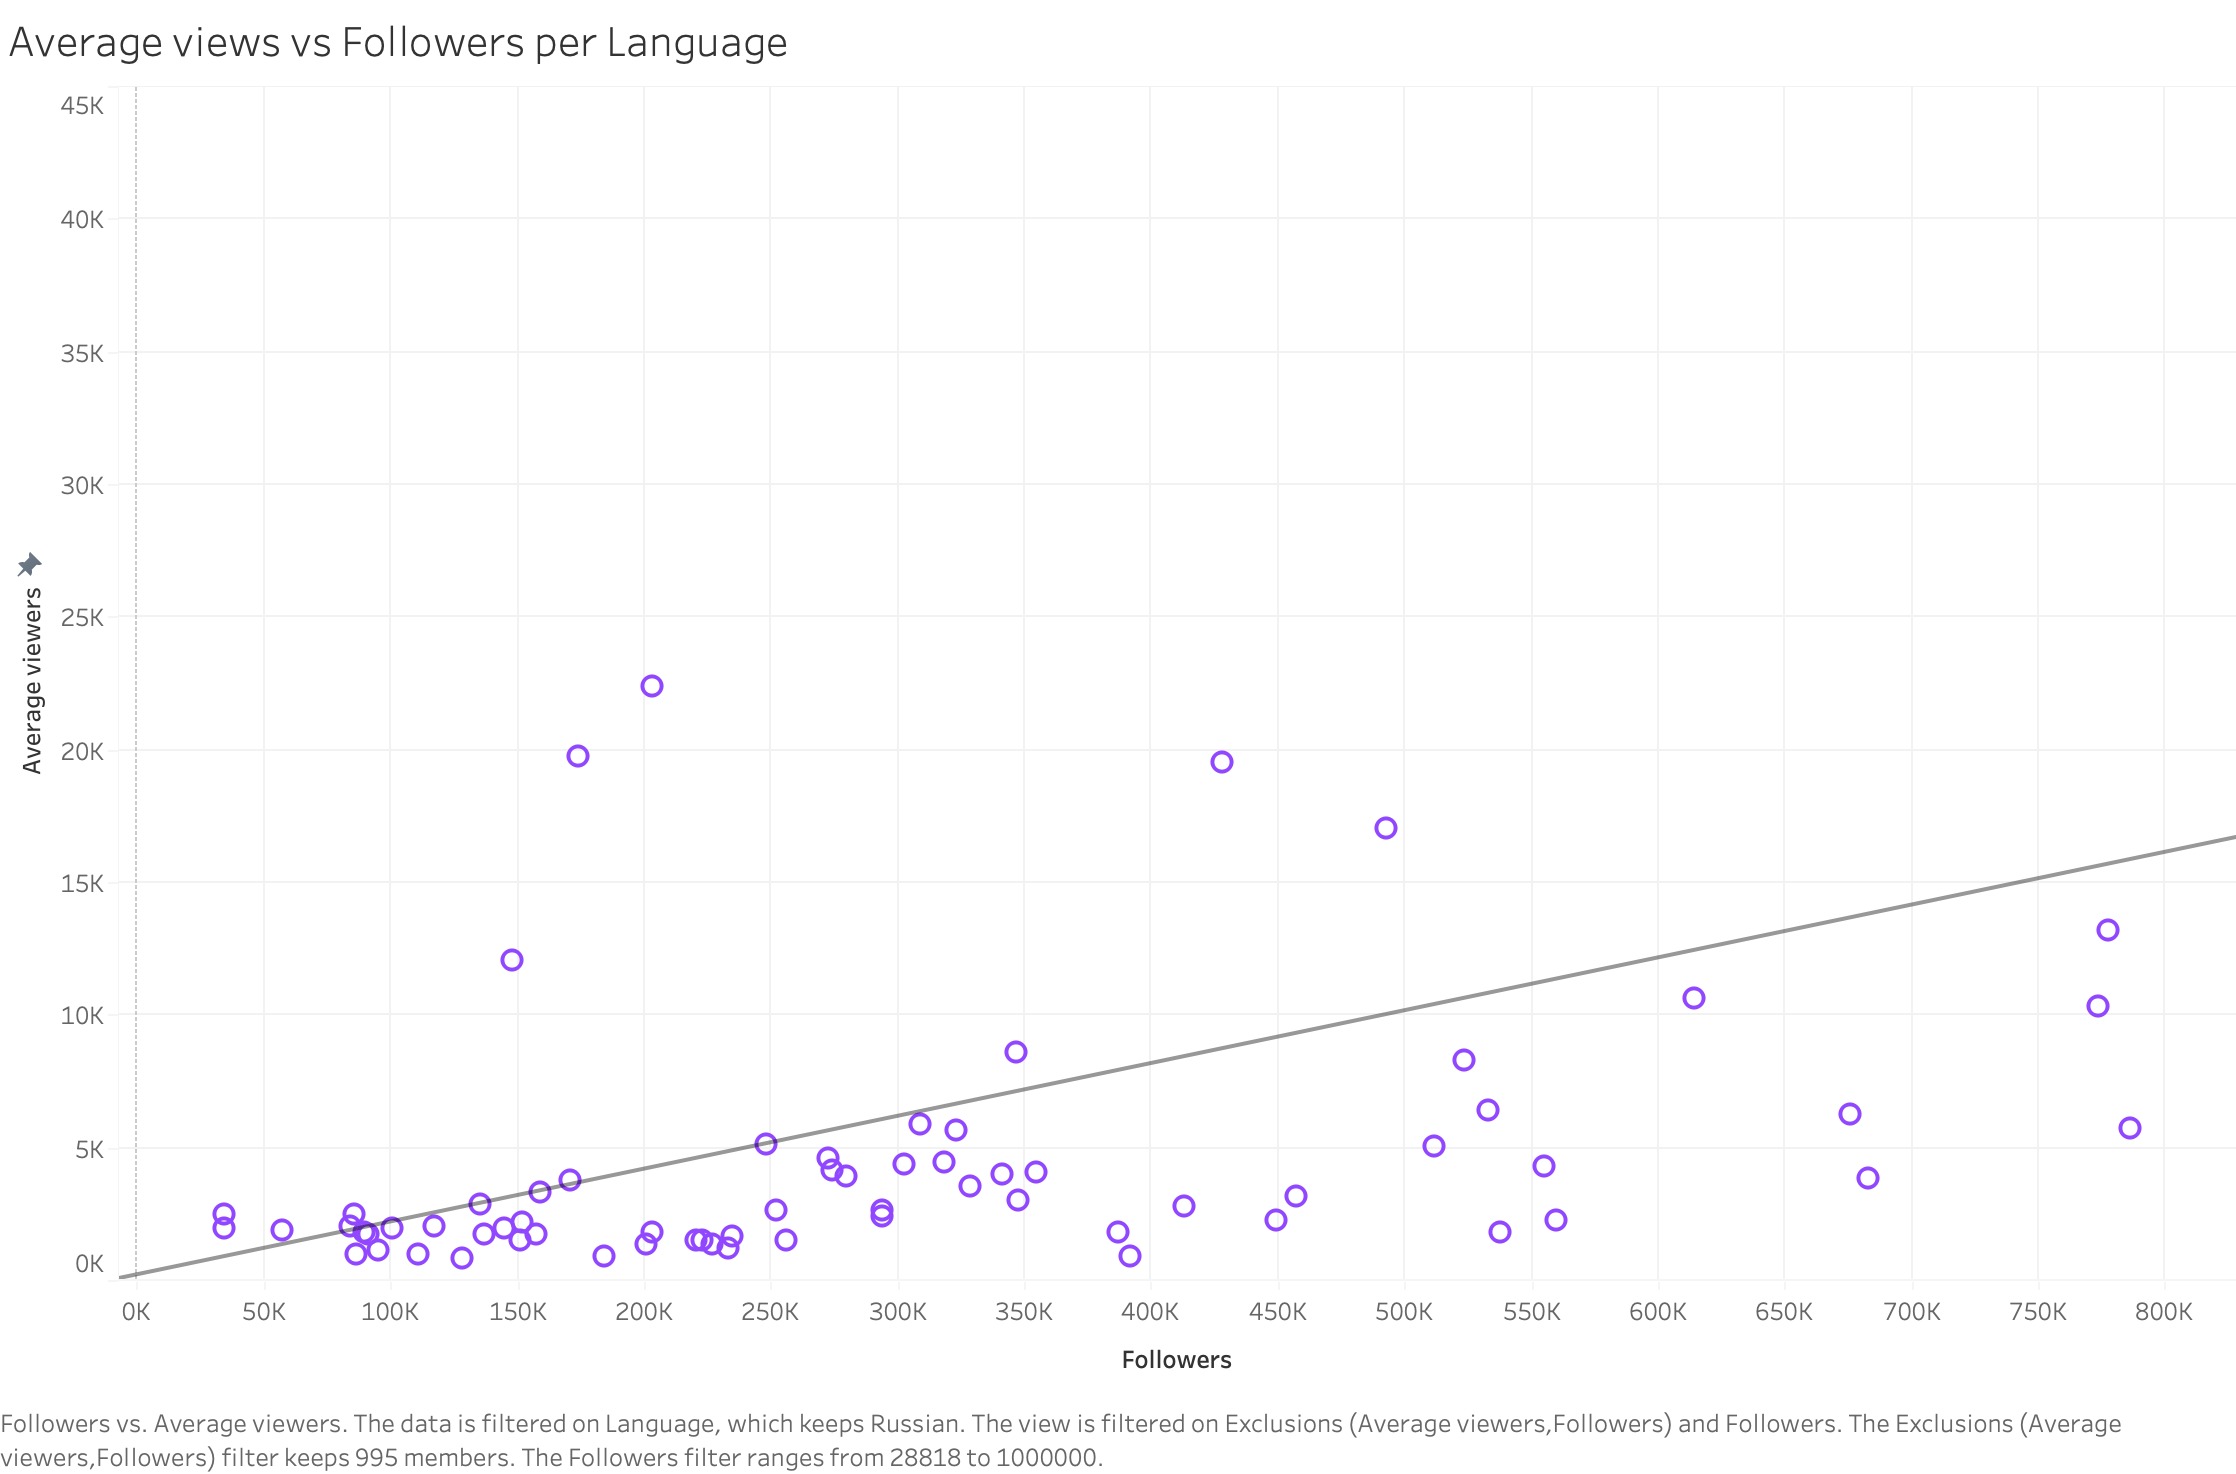 Average views vs Followers per Language
45K
40K
35K
30K
25K
20K
15K
10K
5K
0K
Average viewers
0K 50K 100K 150K 200K 250K 300K 350K 400K 450K 500K 550K 600K 650K 700K 750K 800K
Followers
Followers vs. Average viewers. The data is filtered on Language, which keeps Russian. The view is filtered on Exclusions (Average viewers,Followers) and Followers. The Exclusions (Average
viewers,Followers) filter keeps 995 members. The Followers filter ranges from 28818 to 1000000.